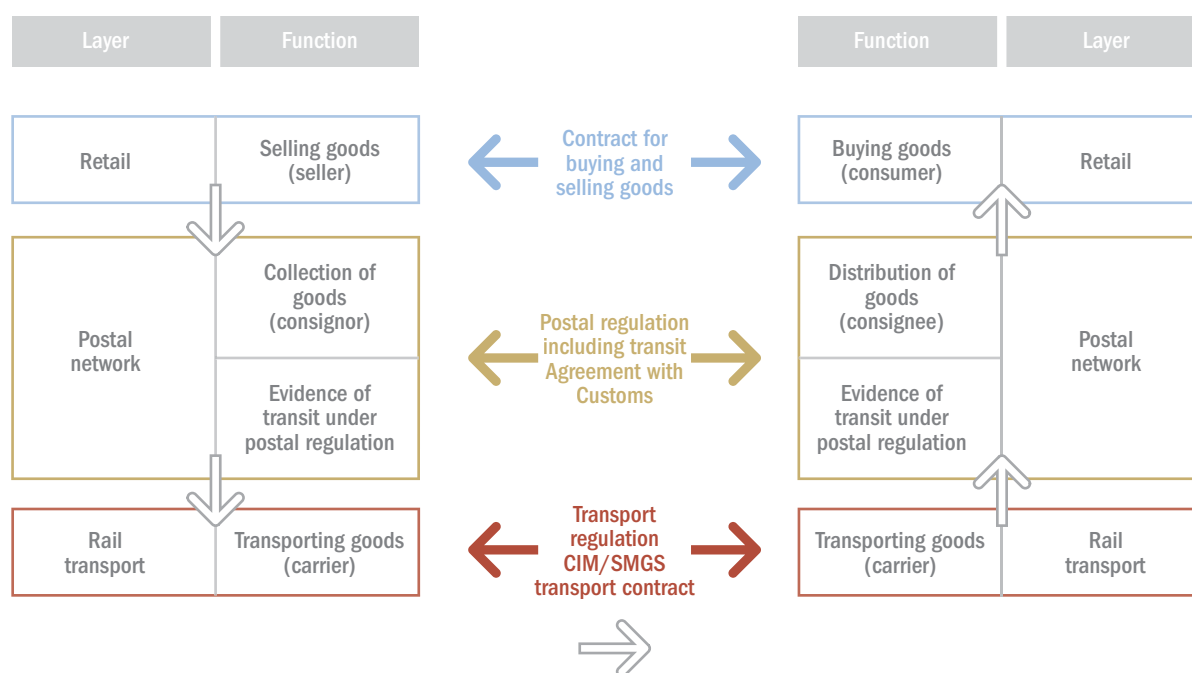 Layer
Function
Function
Layer
Retail
Selling goods
(seller)
Contract for
buying and
selling goods
Buying goods
(consumer)
Retail
Postal
network
Collection of
goods
(consignor)
Evidence of
transit under
postal regulation
Postal regulation
including transit
Agreement with
Customs
Distribution of
goods
(consignee)
Evidence of
transit under
postal regulation
Postal
network
Rail
transport
Transporting goods
(carrier)
Transport
regulation
CIM/SMGS
transport contract
Transporting goods
(carrier)
Rail
transport